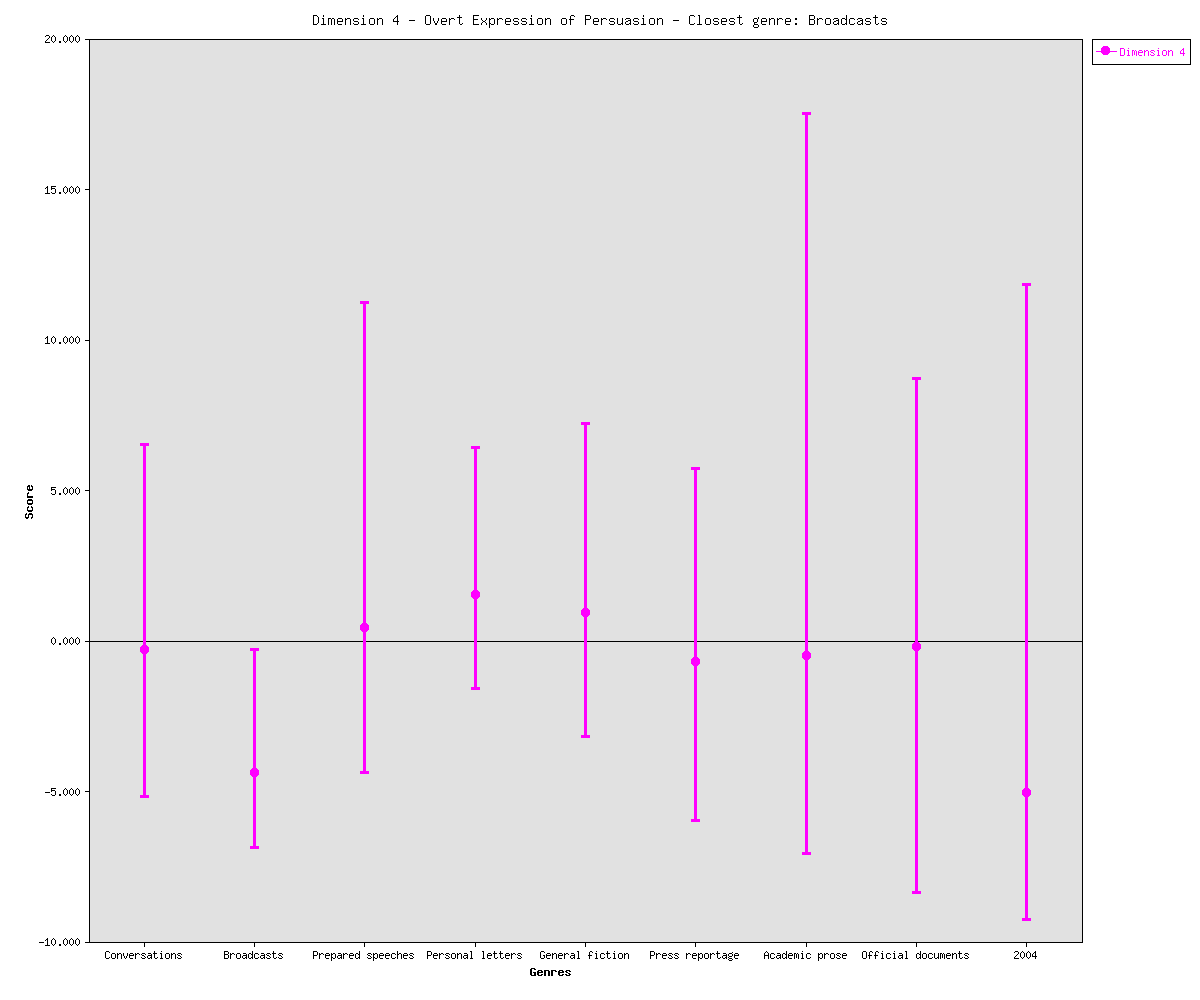 Dimension 4 - Overt Expression of Persuasion - Closest genre: Broadcasts
Dimension 4
20.000
15.000
10.000
5.000
0.000
-5.000
-10.000
Score
Conversations Broadcasts Prepared speeches Personal letters General fiction Press reportage Academic prose Official documents 2004
Genres